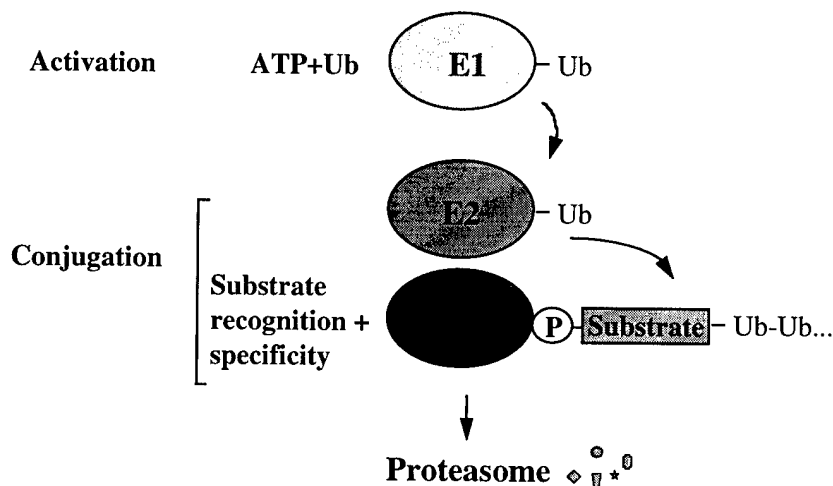 Activation ATP+Ub E1 Ub
E2 Ub
Conjugation
Substrate
recognition +
specificity
P Substrate Ub-Ub...
Proteasome